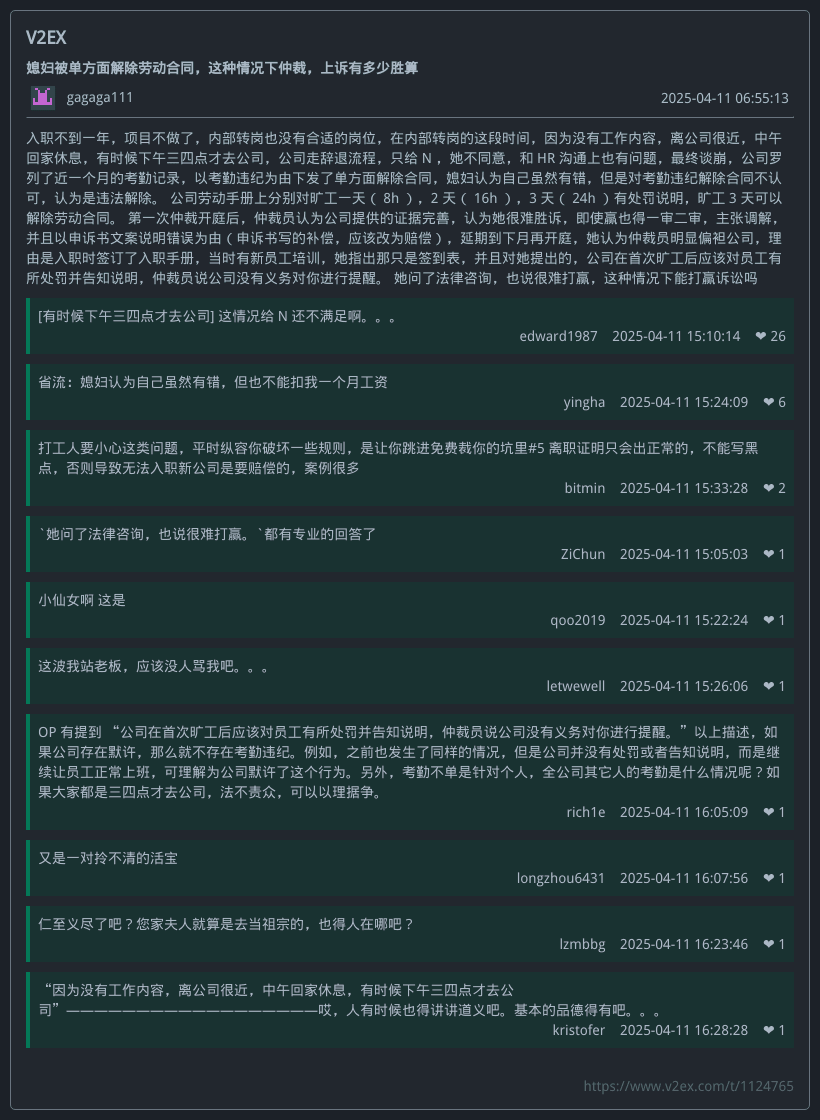 V2EX
媳妇被单方面解除劳动合同，这种情况下仲裁，上诉有多少胜算
gagaga111
2025-04-11 06:55:13
入职不到一年，项目不做了，内部转岗也没有合适的岗位，在内部转岗的这段时间，因为没有工作内容，离公司很近，中午
回家休息，有时候下午三四点才去公司，公司走辞退流程，只给 N ，她不同意，和 HR 沟通上也有问题，最终谈崩，公司罗
列了近一个月的考勤记录，以考勤违纪为由下发了单方面解除合同，媳妇认为自己虽然有错，但是对考勤违纪解除合同不认
可，认为是违法解除。 公司劳动手册上分别对旷工一天（ 8h ），2 天（ 16h ），3 天（ 24h ）有处罚说明，旷工 3 天可以
解除劳动合同。 第一次仲裁开庭后，仲裁员认为公司提供的证据完善，认为她很难胜诉，即使赢也得一审二审，主张调解，
并且以申诉书文案说明错误为由（申诉书写的补偿，应该改为赔偿），延期到下月再开庭，她认为仲裁员明显偏袒公司，理
由是入职时签订了入职手册，当时有新员工培训，她指出那只是签到表，并且对她提出的，公司在首次旷工后应该对员工有
所处罚并告知说明，仲裁员说公司没有义务对你进行提醒。 她问了法律咨询，也说很难打赢，这种情况下能打赢诉讼吗
[有时候下午三四点才去公司] 这情况给 N 还不满足啊。。。
edward1987 2025-04-11 15:10:14 ❤ 26
省流：媳妇认为自己虽然有错，但也不能扣我一个月工资
yingha 2025-04-11 15:24:09 ❤ 6
打工人要小心这类问题，平时纵容你破坏一些规则，是让你跳进免费裁你的坑里#5 离职证明只会出正常的，不能写黑
点，否则导致无法入职新公司是要赔偿的，案例很多
bitmin 2025-04-11 15:33:28 ❤ 2
`她问了法律咨询，也说很难打赢。`都有专业的回答了
ZiChun 2025-04-11 15:05:03 ❤ 1
小仙女啊 这是
qoo2019 2025-04-11 15:22:24 ❤ 1
这波我站老板，应该没人骂我吧。。。
letwewell 2025-04-11 15:26:06 ❤ 1
OP 有提到 “公司在首次旷工后应该对员工有所处罚并告知说明，仲裁员说公司没有义务对你进行提醒。”以上描述，如
果公司存在默许，那么就不存在考勤违纪。例如，之前也发生了同样的情况，但是公司并没有处罚或者告知说明，而是继
续让员工正常上班，可理解为公司默许了这个行为。另外，考勤不单是针对个人，全公司其它人的考勤是什么情况呢？如
果大家都是三四点才去公司，法不责众，可以以理据争。
rich1e 2025-04-11 16:05:09 ❤ 1
又是一对拎不清的活宝
longzhou6431 2025-04-11 16:07:56 ❤ 1
仁至义尽了吧？您家夫人就算是去当祖宗的，也得人在哪吧？
lzmbbg 2025-04-11 16:23:46 ❤ 1
“因为没有工作内容，离公司很近，中午回家休息，有时候下午三四点才去公
司”——————————————————哎，人有时候也得讲讲道义吧。基本的品德得有吧。。。
kristofer 2025-04-11 16:28:28 ❤ 1
https://www.v2ex.com/t/1124765